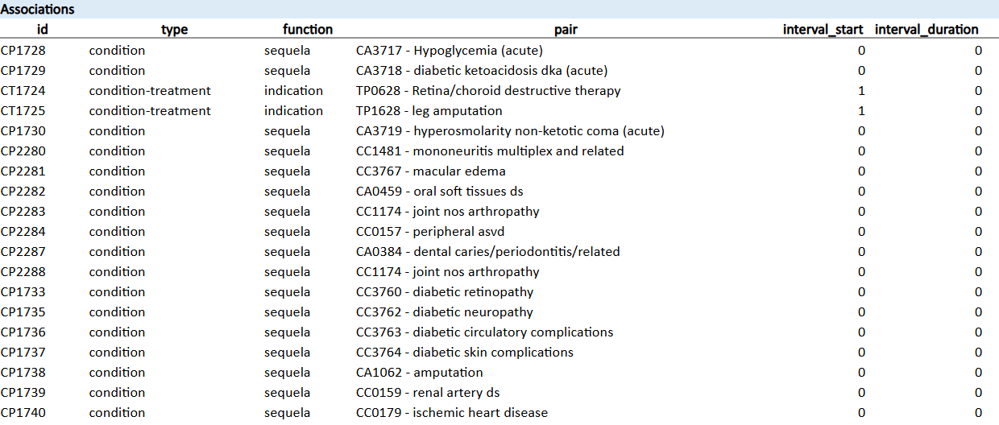 Associations
id type function pair interval_start interval_duration
CP1728 condition sequela CA3717 - Hypoglycemia (acute) 0 0
CP1729 condition sequela CA3718 - diabetic ketoacidosis dka (acute) 0 0
CT1724 condition-treatment indication TP0628 - Retina/choroid destructive therapy 1 0
CT1725 condition-treatment indication TP1628 - leg amputation 1 0
CP1730 condition sequela CA3719 - hyperosmolarity non-ketotic coma (acute) 0 0
CP2280 condition sequela CC1481 - mononeuritis multiplex and related 0 0
CP2281 condition sequela CC3767 - macular edema 0 0
CP2282 condition sequela CA0459 - oral soft tissues ds 0 0
CP2283 condition sequela CC1174 - joint nos arthropathy 0 0
CP2284 condition sequela CC0157 - peripheral asvd 0 0
CP2287 condition sequela CA0384 - dental caries/periodontitis/related 0 0
CP2288 condition sequela CC1174 - joint nos arthropathy 0 0
CP1733 condition sequela CC3760 - diabetic retinopathy 0 0
CP1735 condition sequela CC3762 - diabetic neuropathy 0 0
CP1736 condition sequela CC3763 - diabetic circulatory complications 0 0
CP1737 condition sequela CC3764 - diabetic skin complications 0 0
CP1738 condition sequela CA1062 - amputation 0 0
CP1739 condition sequela CC0159 - renal artery ds 0 0
CP1740 condition sequela CC0179 - ischemic heart disease 0 0